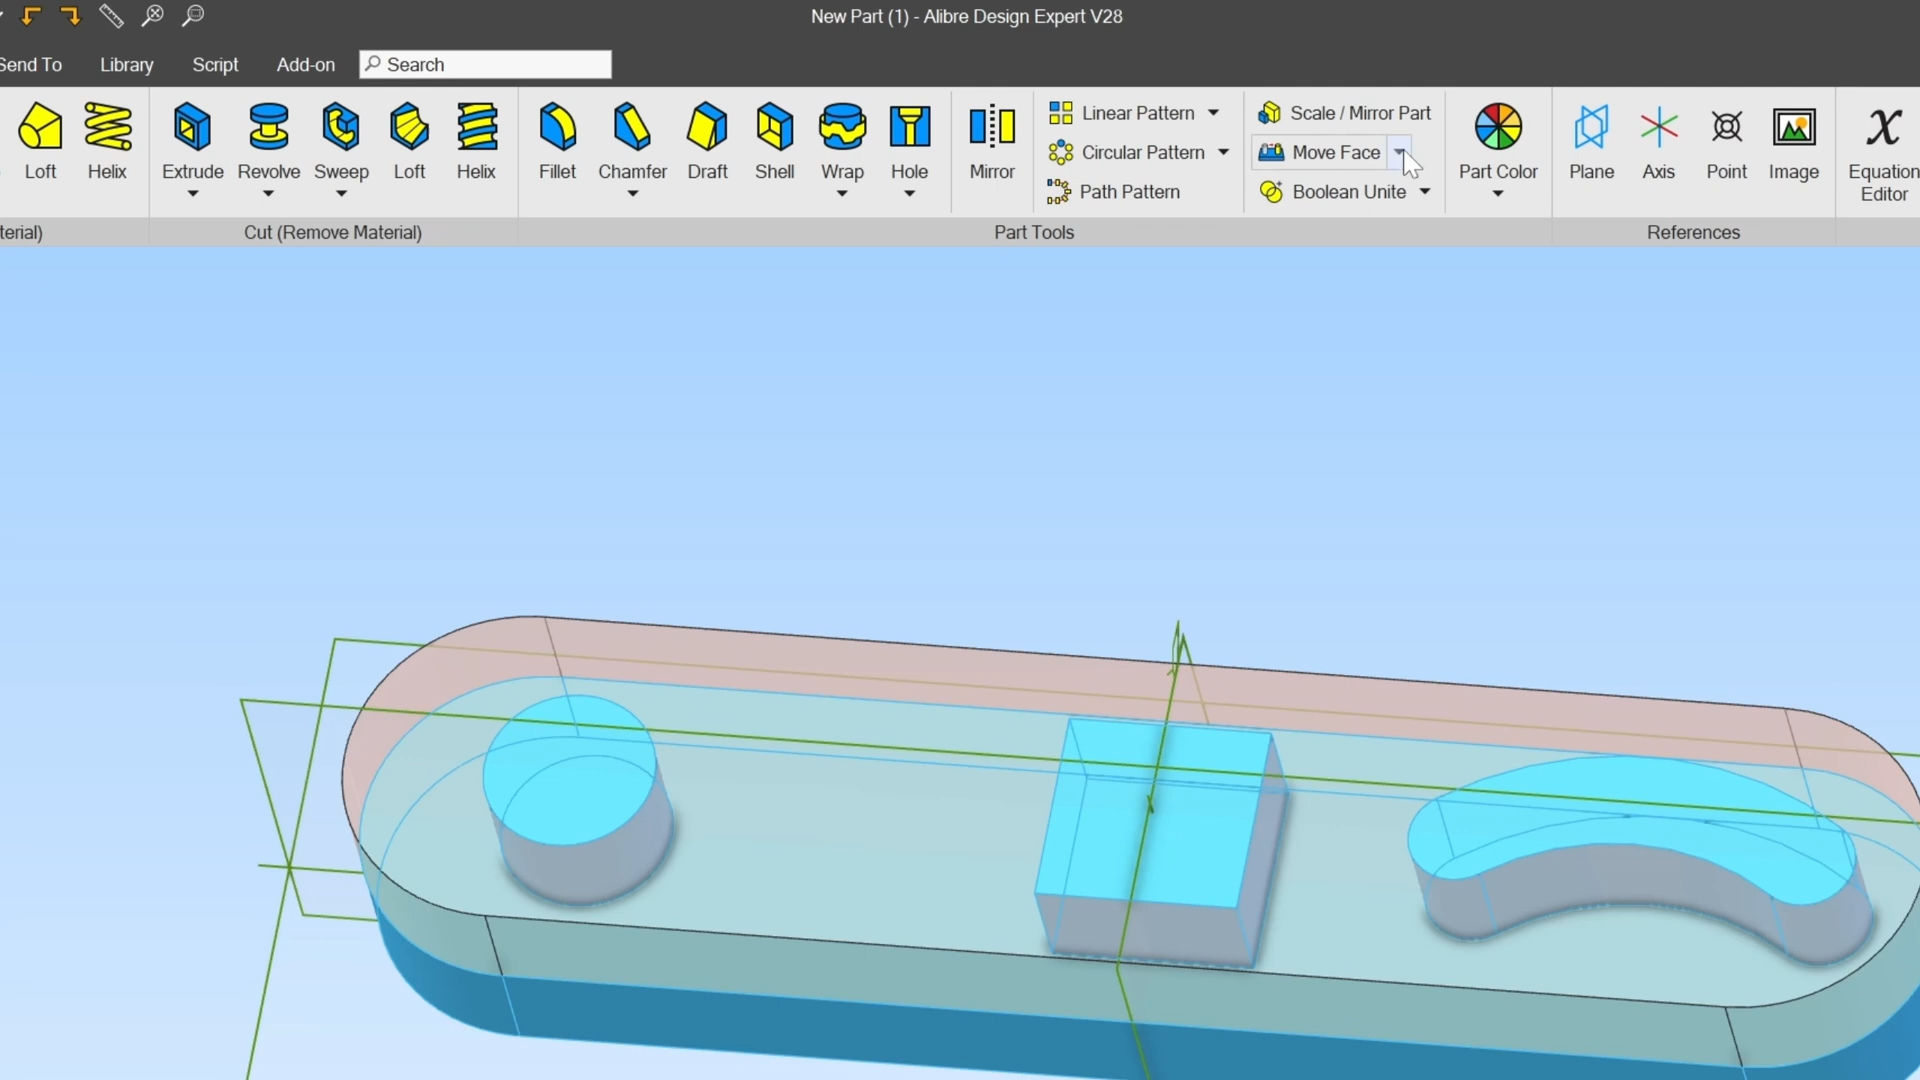 New Part (1) - Alibre Design Expert V28
Send To Library Script Add-on Search
Loft Helix Extrude Revolve Sweep Loft Helix Fillet Chamfer Draft Shell Wrap Hole Mirror
Linear Pattern
Circular Pattern
Path Pattern
Scale / Mirror Part
Move Face
Boolean Unite
Part Color Plane Axis Point Image Equation
Editor
terial) Cut (Remove Material) Part Tools References